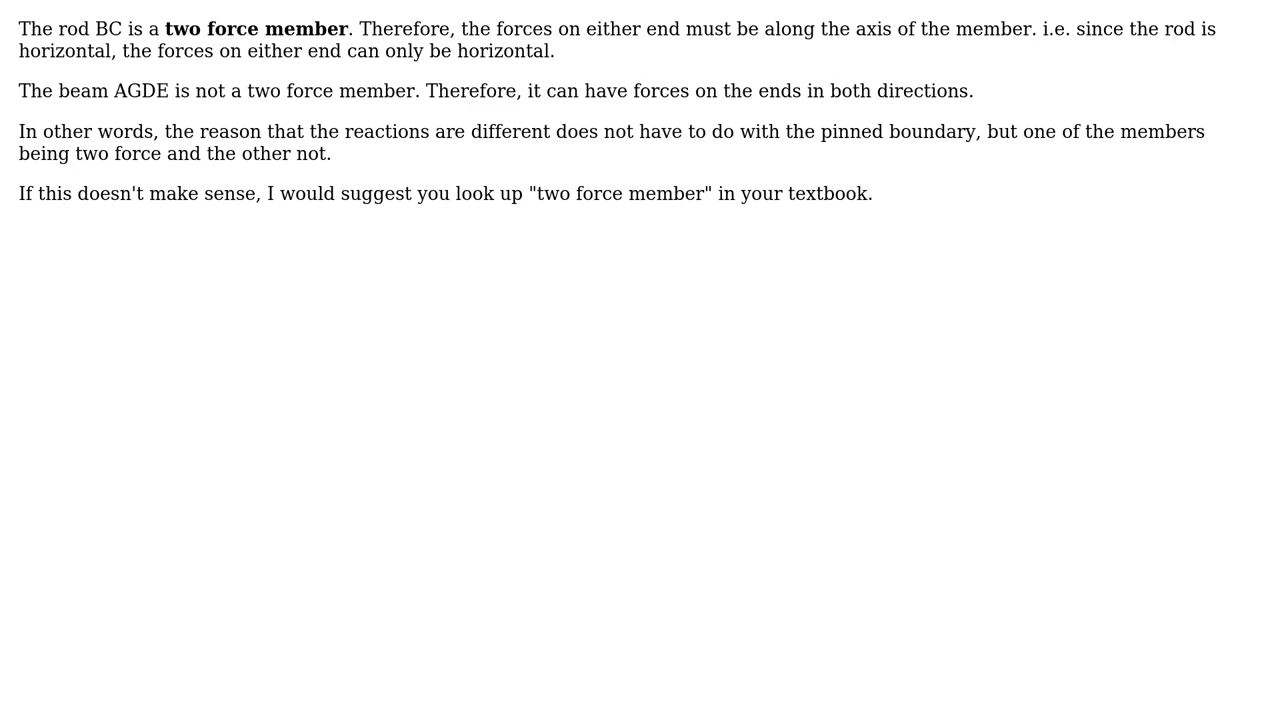 The rod BC is a two force member. Therefore, the forces on either end must be along the axis of the member. i.e. since the rod is
horizontal, the forces on either end can only be horizontal.
The beam AGDE is not a two force member. Therefore, it can have forces on the ends in both directions.
In other words, the reason that the reactions are different does not have to do with the pinned boundary, but one of the members
being two force and the other not.
If this doesn't make sense, I would suggest you look up "two force member" in your textbook.